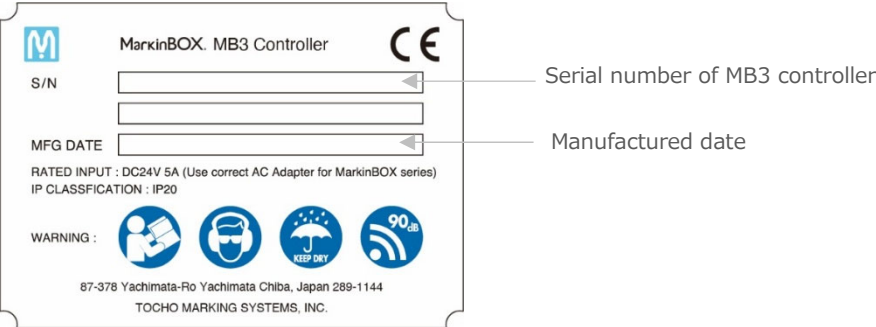 MarkinBOX. MB3 Controller CE
S/N
Serial number of MB3 controller
MFG DATE
Manufactured date
RATED INPUT : DC24V 5A (Use correct AC Adapter for MarkinBOX series)
IP CLASSFICATION : IP20
WARNING :
KEEP DRY
90dB
87-378 Yachimata-Ro Yachimata Chiba, Japan 289-1144
TOCHO MARKING SYSTEMS, INC.